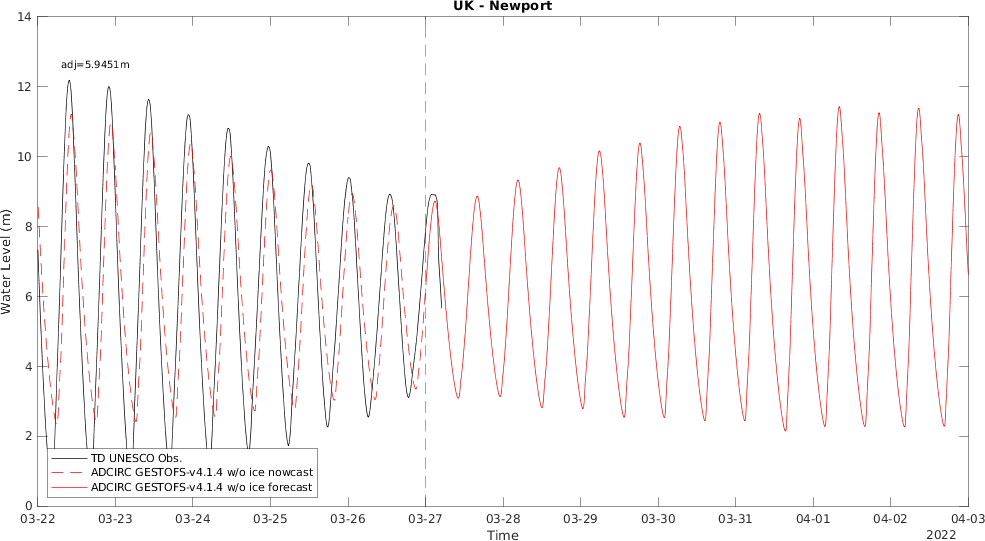 UK - Newport
14
12
10
8
6
4
2
0
Water Level (m)
adj=5.9451m
TD UNESCO Obs.
ADCIRC GESTOFS-v4.1.4 w/o ice nowcast
ADCIRC GESTOFS-v4.1.4 w/o ice forecast
03-22 03-23 03-24 03-25 03-26 03-27 03-28 03-29 03-30 03-31 04-01 04-02 04-03
Time
2022